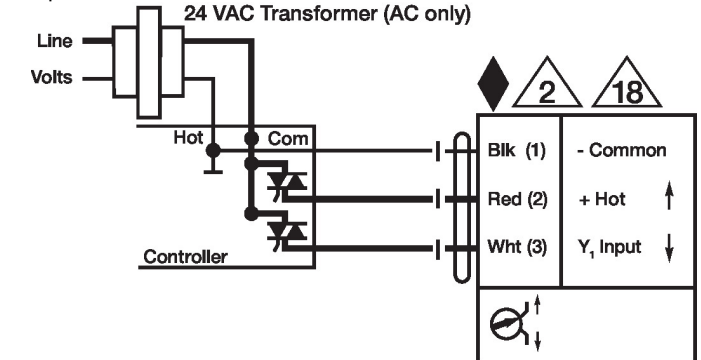 24 VAC Transformer (AC only)
Line
Volts
2
18
Hot
Com
Blk (1)
- Common
Red (2)
+ Hot
Wht (3)
Y₁ Input
Controller